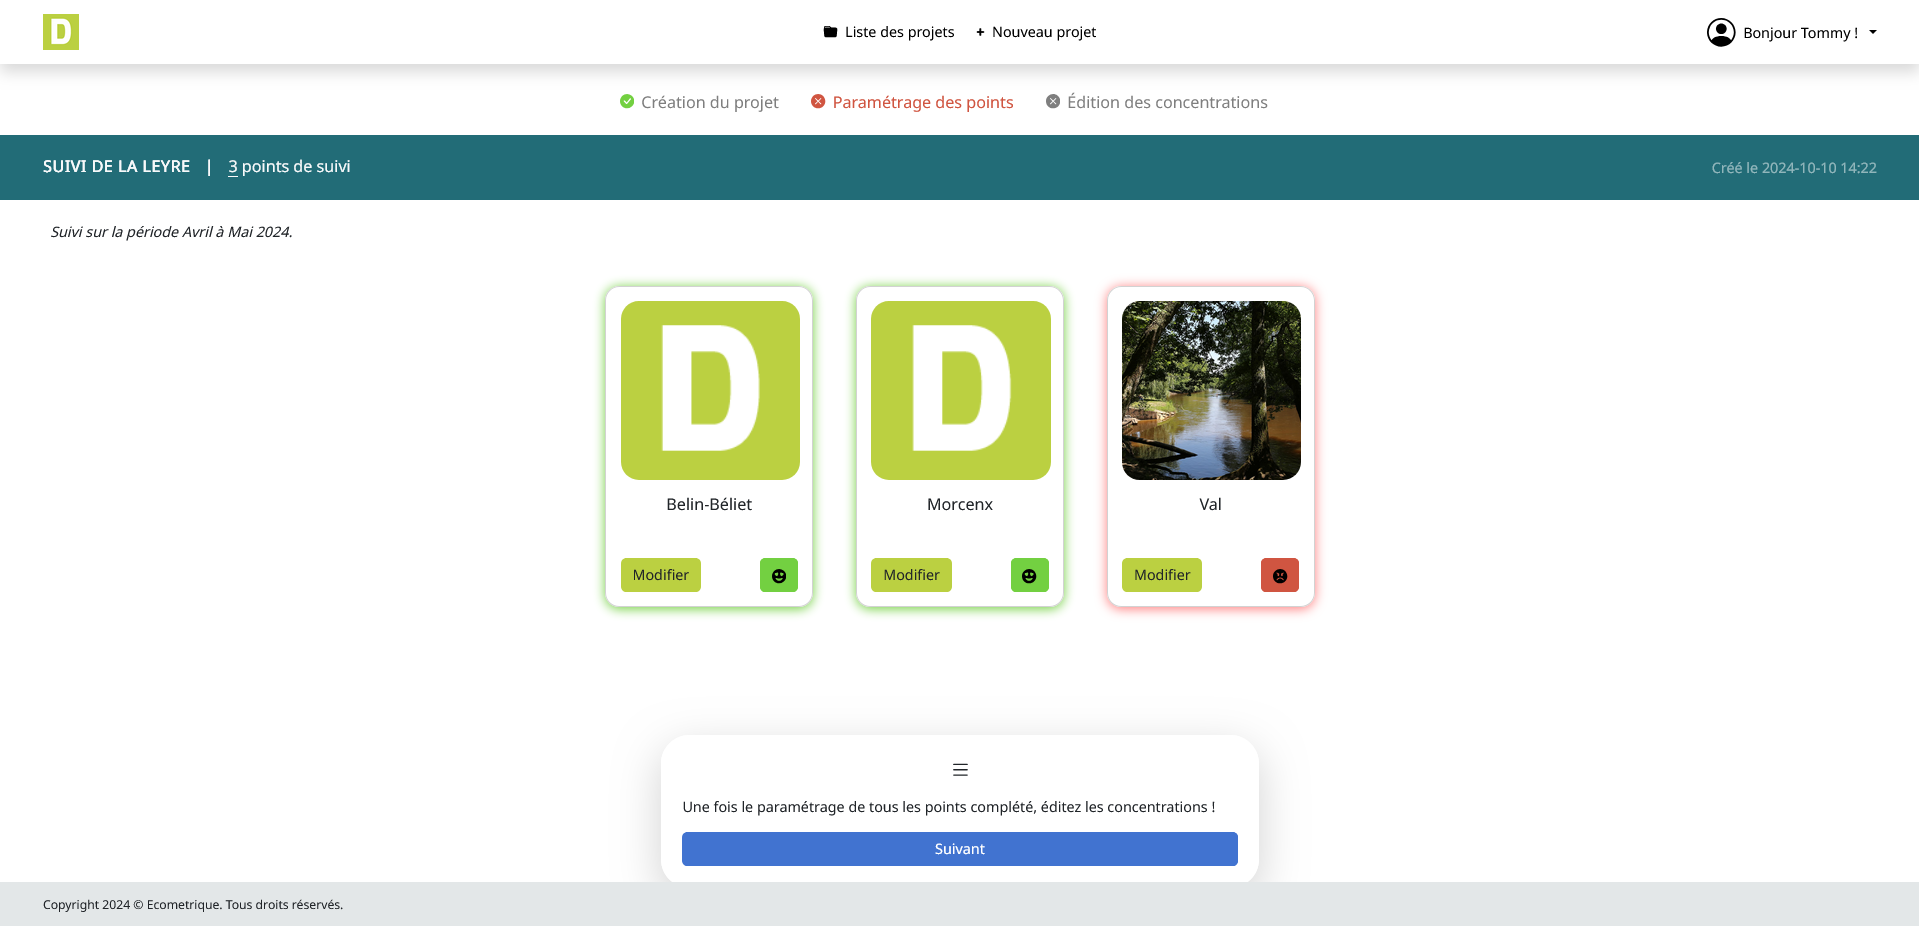 D
Liste des projets
+ Nouveau projet
Bonjour Tommy !
Création du projet
Paramétrage des points
Édition des concentrations
SUIVI DE LA LEYRE | 3 points de suivi
Créé le 2024-10-10 14:22
Suivi sur la période Avril à Mai 2024.
D
D
Belin-Béliet
Morcenx
Val
Modifier
Modifier
Modifier
Une fois le paramétrage de tous les points complété, éditez les concentrations !
Suivant
Copyright 2024 © Ecometrique. Tous droits réservés.